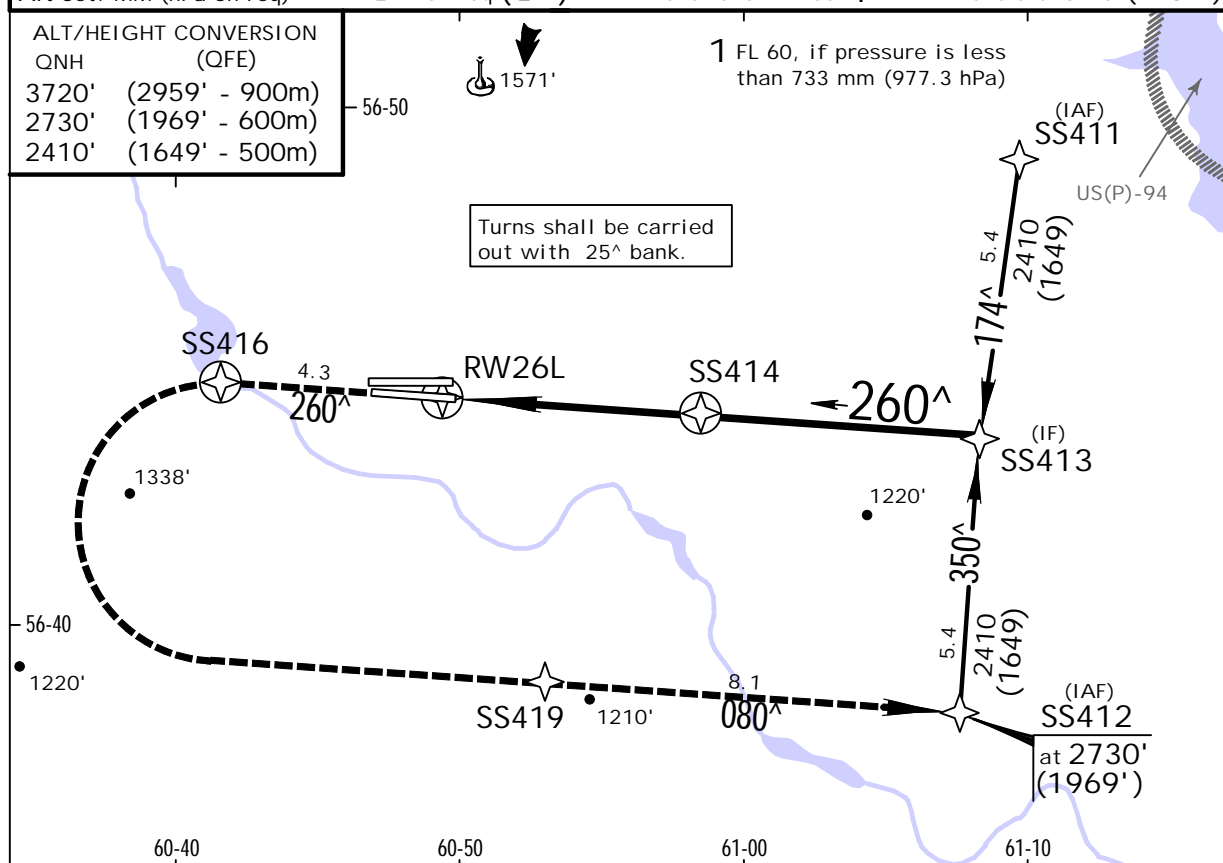 ALT/HEIGHT CONVERSION
QNH (QFE)
3720' (2959' - 900m)
2730' (1969' - 600m)
2410' (1649' - 500m)
1571'
1 FL 60, if pressure is less
than 733 mm (977.3 hPa)
56-50
(IAF)
SS411
US(P)-94
Turns shall be carried
out with 25^ bank.
5.4
2410
(1649)
174^
SS416
4.3
260^
RW26L
SS414
260^
(IF)
SS413
1338'
1220'
350^
56-40
5.4
2410
(1649)
1220'
SS419
1210'
8.1
080^
(IAF)
SS412
at 2730'
(1969')
60-40
60-50
61-00
61-10